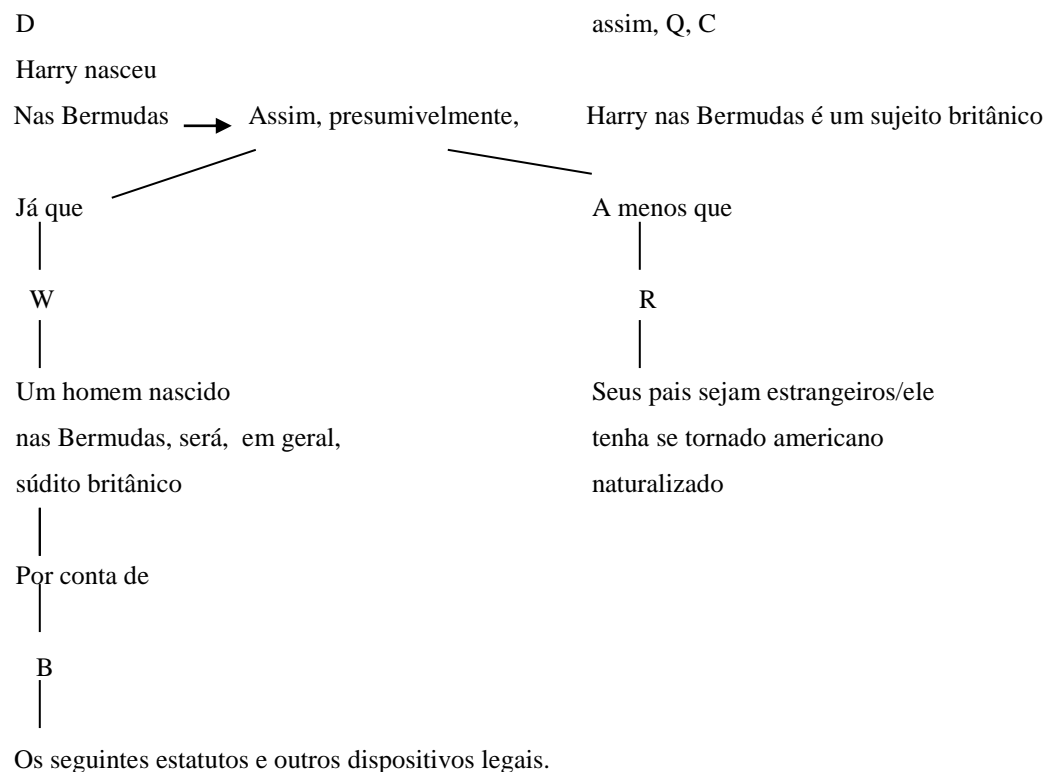 D assim, Q, C
Harry nasceu
Nas Bermudas Assim, presumivelmente, Harry nas Bermudas é um sujeito britânico
Já que A menos que
W R
Um homem nascido Seus pais sejam estrangeiros/ele
nas Bermudas, será, em geral, tenha se tornado americano
súdito britânico naturalizado
Por conta de
B
Os seguintes estatutos e outros dispositivos legais.